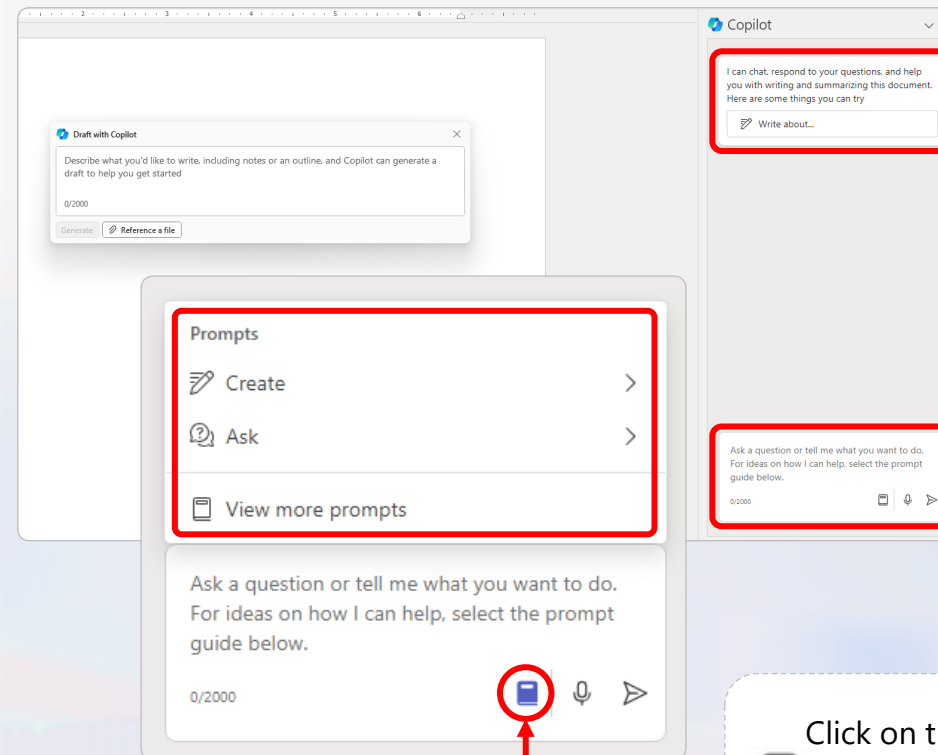 2 3 4 5 6
Copilot
I can chat, respond to your questions, and help
you with writing and summarizing this document.
Here are some things you can try
Write about...
Draft with Copilot
Describe what you'd like to write, including notes or an outline, and Copilot can generate a
draft to help you get started
0/2000
Generate
Reference a file
Prompts
Create
Ask
View more prompts
Ask a question or tell me what you want to do.
For ideas on how I can help, select the prompt
guide below.
0/2000
Ask a question or tell me what you want to do.
For ideas on how I can help, select the prompt
guide below.
0/2000
Click on t